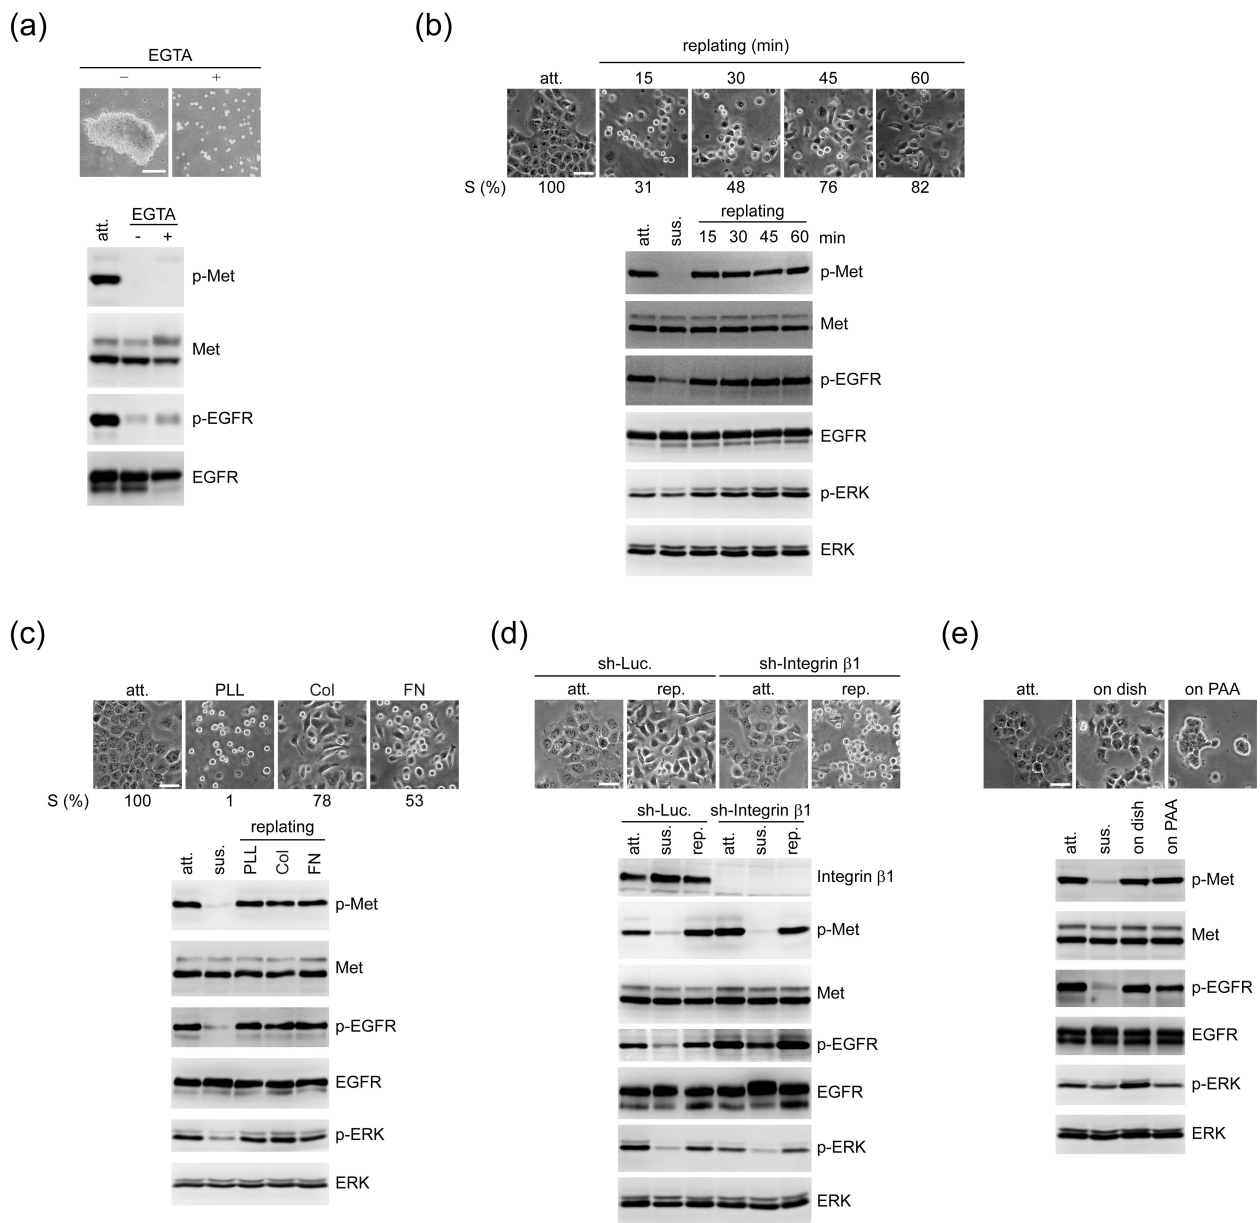 (a)
EGTA
− +
EGTA
att. - +
p-Met
Met
p-EGFR
EGFR
(b)
replating (min)
att. 15 30 45 60
S (%) 100 31 48 76 82
replating
att. sus. 15 30 45 60 min
p-Met
Met
p-EGFR
EGFR
p-ERK
ERK
(c)
att. PLL Col FN
S (%) 100 1 78 53
replating
att. sus. PLL Col FN
p-Met
Met
p-EGFR
EGFR
p-ERK
ERK
(d)
sh-Luc. sh-Integrin β1
att. rep. att. rep.
sh-Luc. sh-Integrin β1
att. sus. rep. att. sus. rep.
Integrin β1
p-Met
Met
p-EGFR
EGFR
p-ERK
ERK
(e)
att. on dish on PAA
att. sus. on dish on PAA
p-Met
Met
p-EGFR
EGFR
p-ERK
ERK